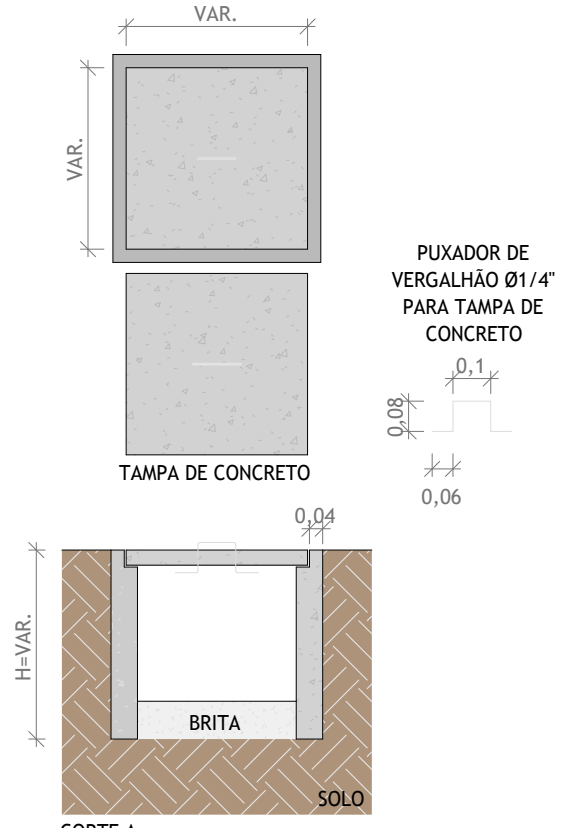 VAR.
VAR.
PUXADOR DE
VERGALHÃO Ø1/4"
PARA TAMPA DE
CONCRETO
0,1
0,08
0,06
TAMPA DE CONCRETO
0,04
H=VAR.
BRITA
SOLO
CORTE A